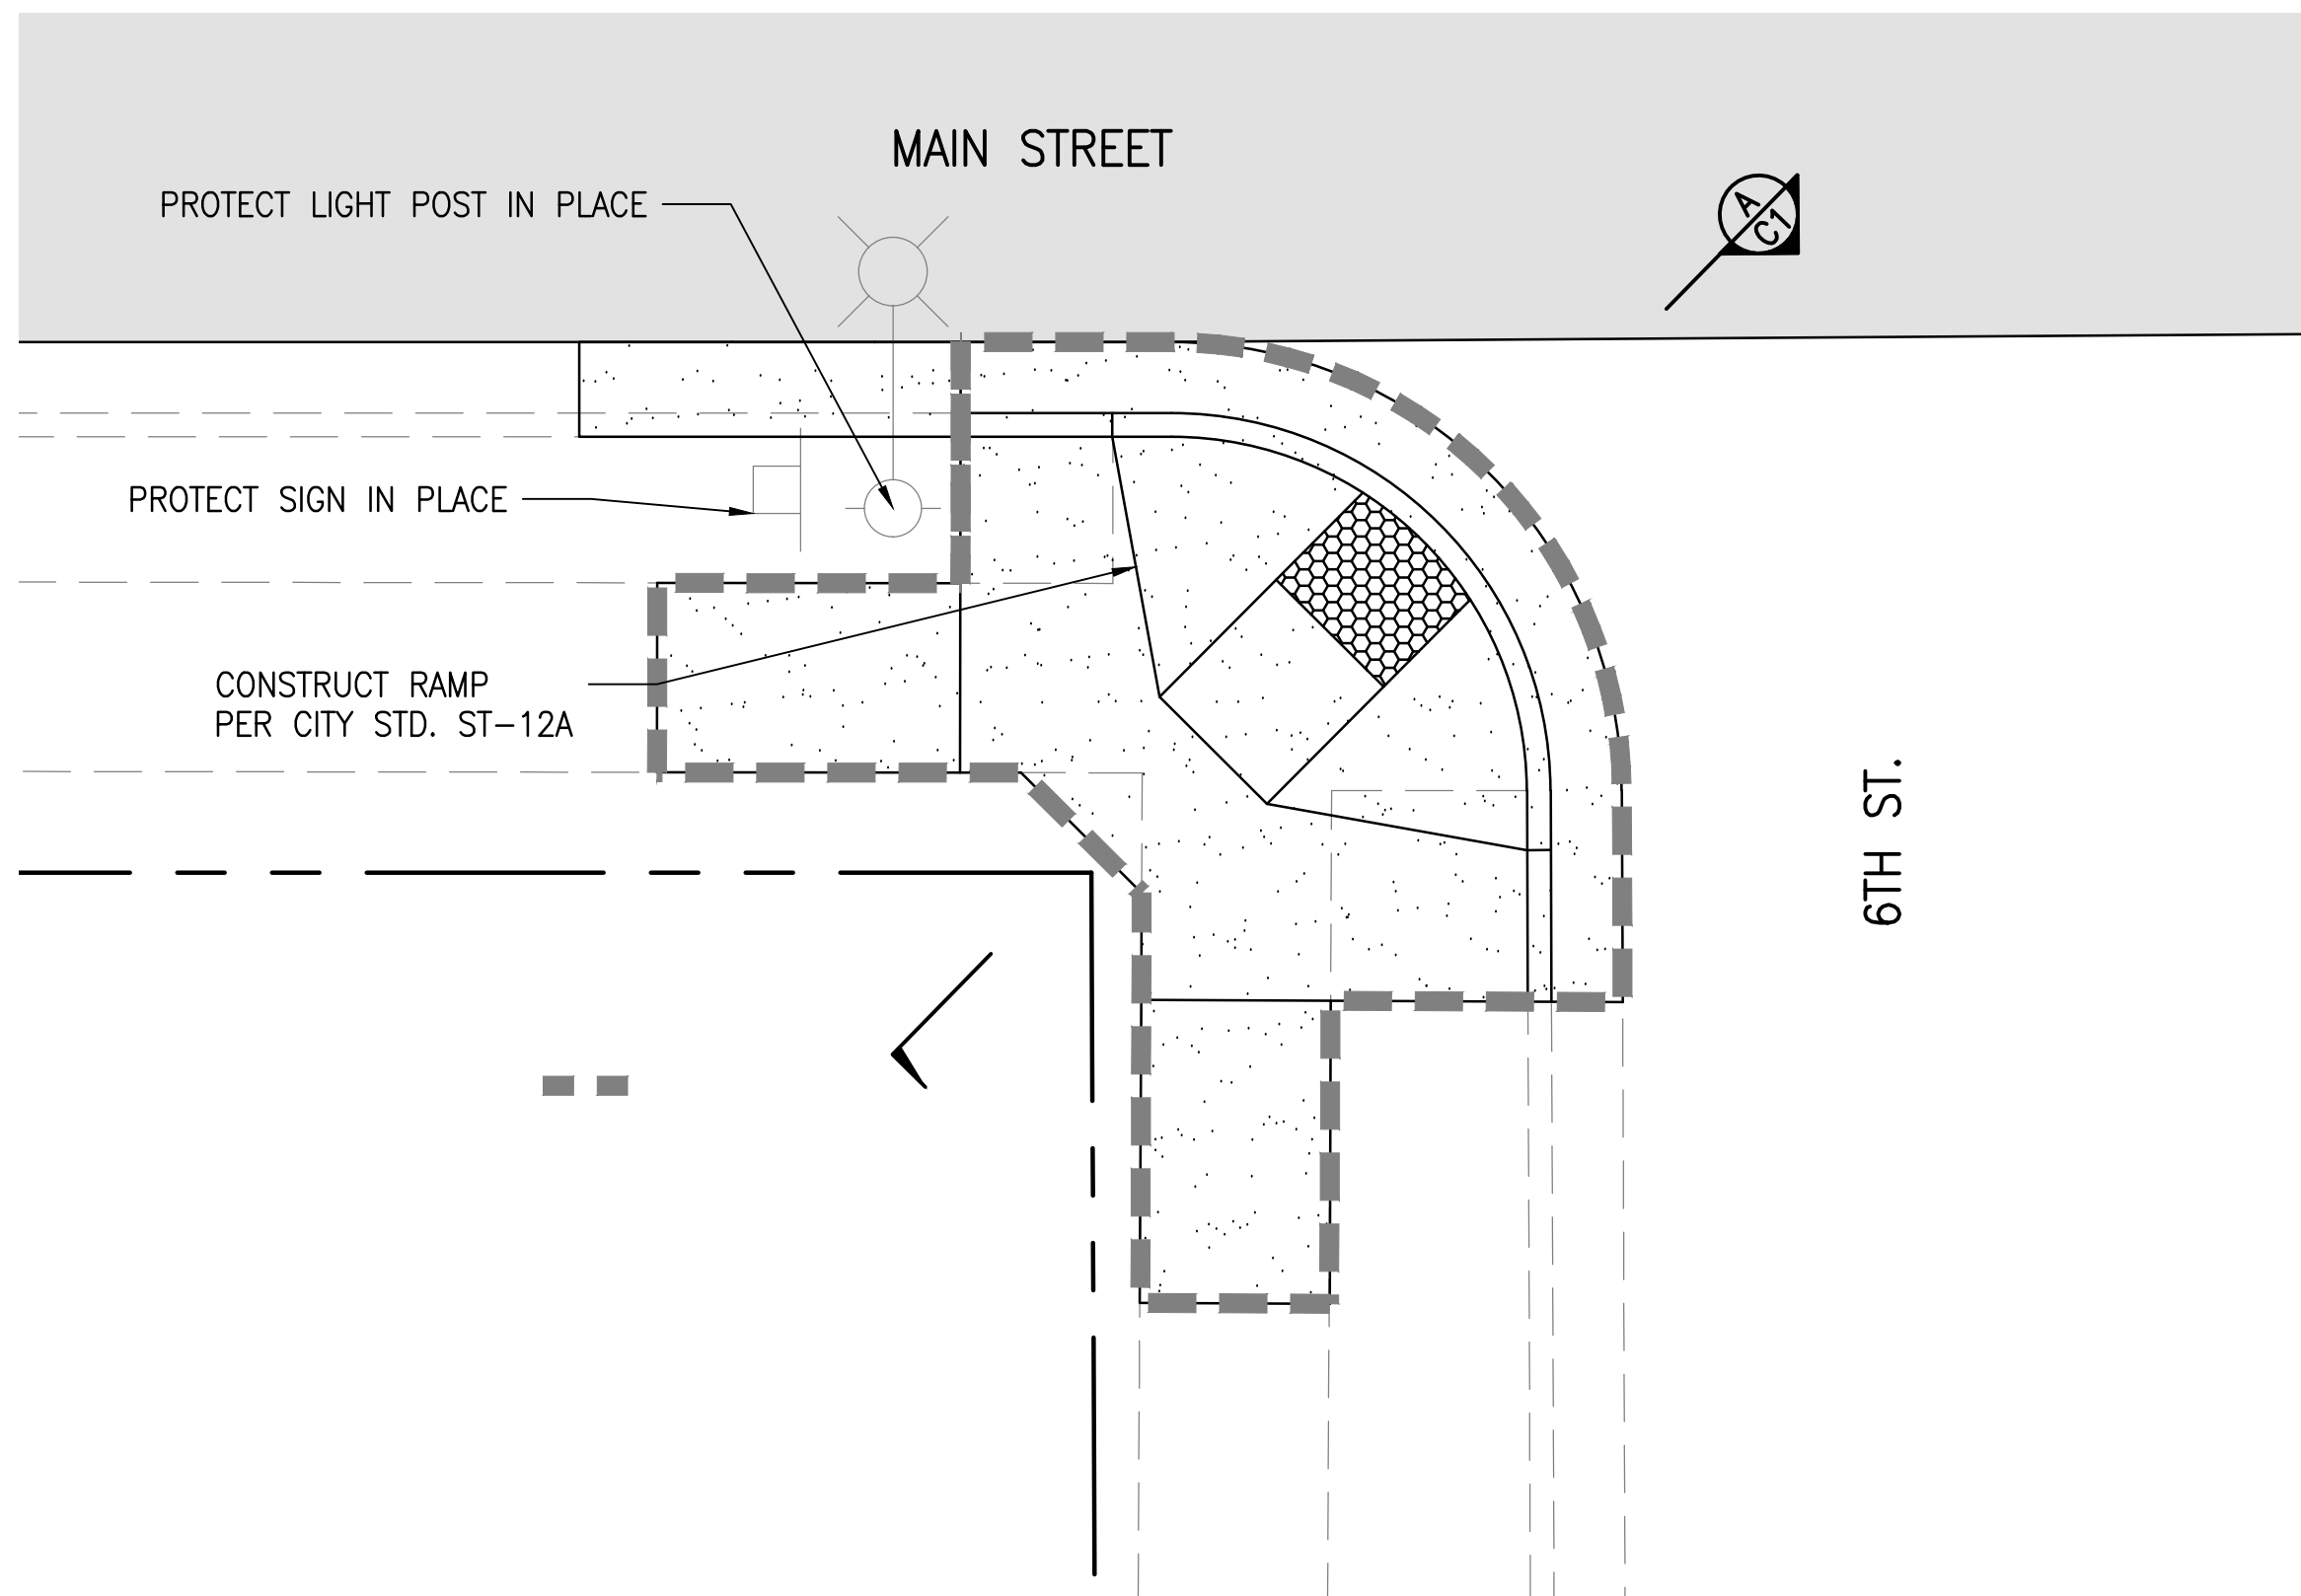 MAIN STREET
PROTECT LIGHT POST IN PLACE
A
C1
PROTECT SIGN IN PLACE
CONSTRUCT RAMP
PER CITY STD. ST-12A
6TH ST.